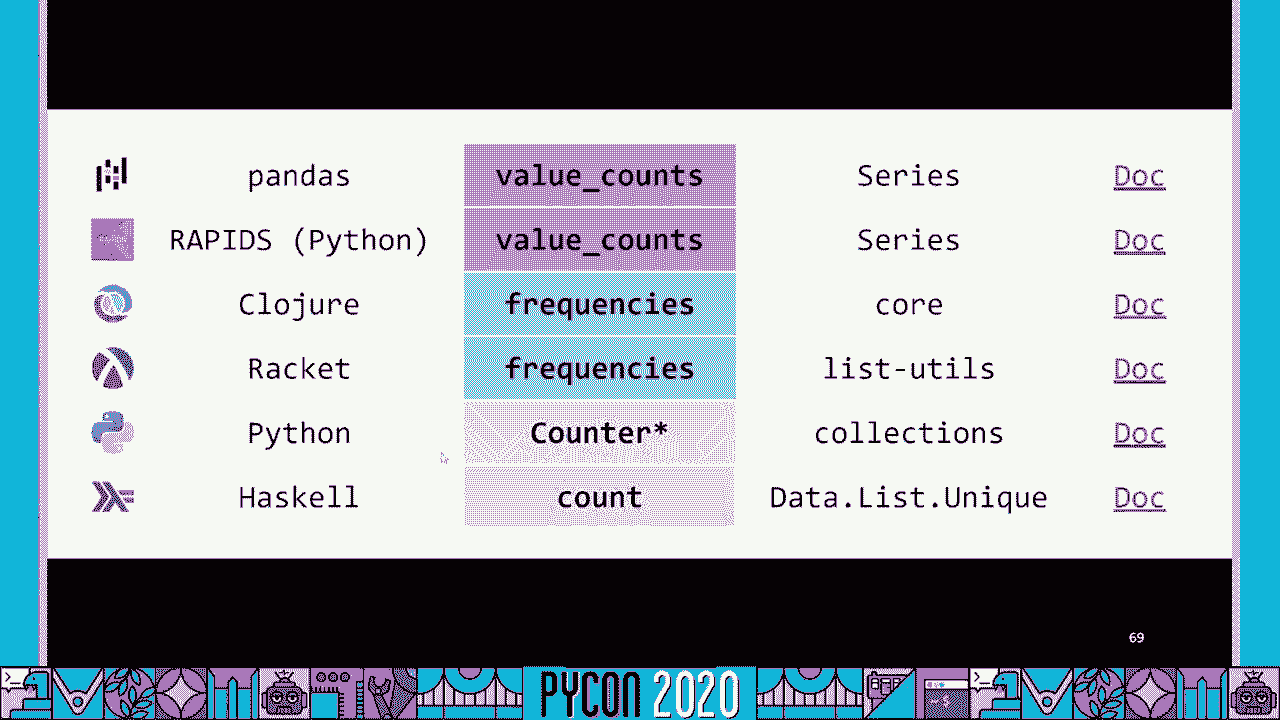 pandas value_counts Series Doc
RAPIDS (Python) value_counts Series Doc
Clojure frequencies core Doc
Racket frequencies list-utils Doc
Python Counter* collections Doc
Haskell count Data.List.Unique Doc
69
PYCON 2020